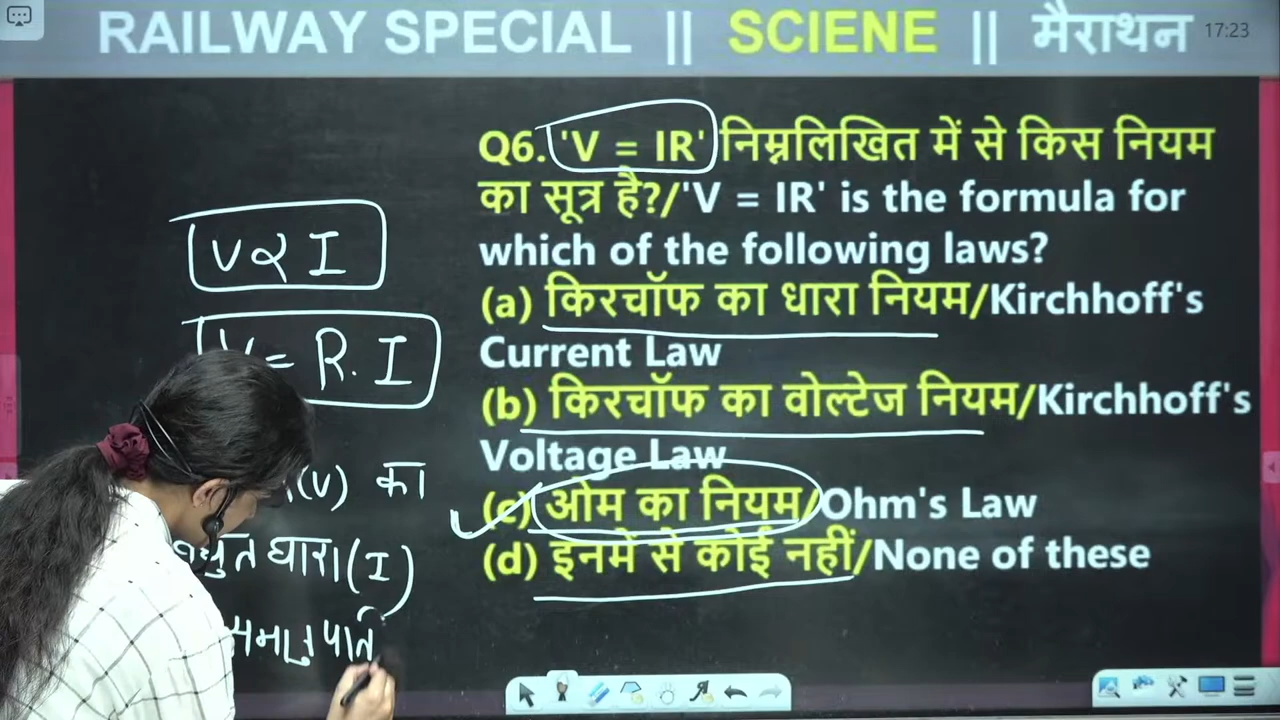 RAILWAY SPECIAL || SCIENE || मैराथन 17:23
Q6. 'V = IR' निम्नलिखित में से किस नियम
का सूत्र है?/'V = IR' is the formula for
which of the following laws?
(a) किरचॉफ का धारा नियम/Kirchhoff's
Current Law
(b) किरचॉफ का वोल्टेज नियम/Kirchhoff's
Voltage Law
(c) ओम का नियम/Ohm's Law
(d) इनमें से कोई नहीं/None of these
V ∝ I
V = R. I
(V) का
धारा (I)